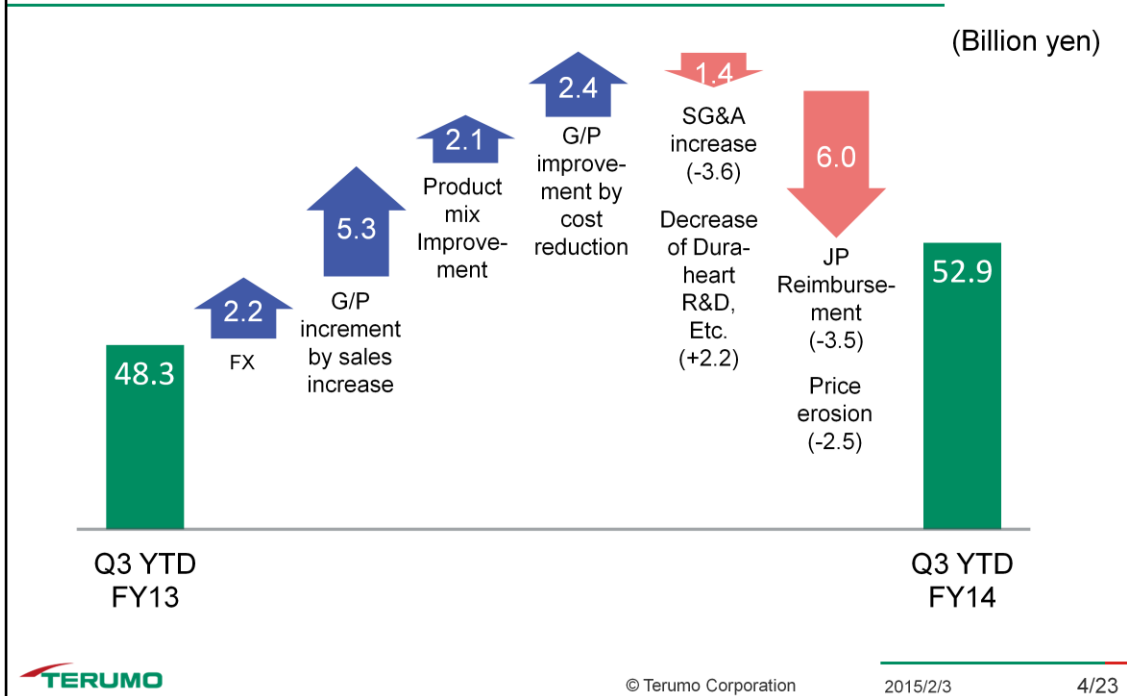 (Billion yen)
48.3
2.2
FX
5.3
G/P
increment
by sales
increase
2.1
Product
mix
Improve-
ment
2.4
G/P
improve-
ment by
cost
reduction
1.4
SG&A
increase
(-3.6)
Decrease
of Dura-
heart
R&D,
Etc.
(+2.2)
6.0
JP
Reimburse-
ment
(-3.5)
Price
erosion
(-2.5)
52.9
Q3 YTD
FY13
Q3 YTD
FY14
TERUMO
© Terumo Corporation
2015/2/3
4/23